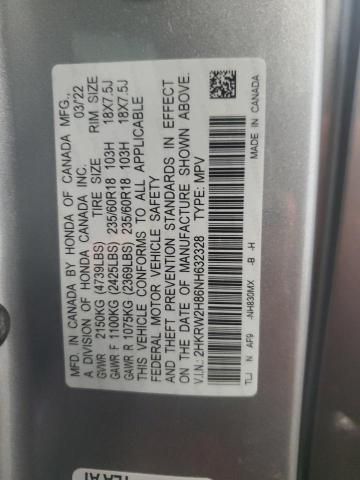 MFD. IN CANADA BY HONDA OF CANADA MFG.,
A DIVISION OF HONDA CANADA INC. 03/22
TIRE SIZE RIM SIZE
GVWR 2150KG (4739LBS)
GAWR F 1100KG (2425LBS) 235/60R18 103H 18X7.5J
GAWR R 1075KG (2369LBS) 235/60R18 103H 18X7.5J
THIS VEHICLE CONFORMS TO ALL APPLICABLE
FEDERAL MOTOR VEHICLE SAFETY
AND THEFT PREVENTION STANDARDS IN EFFECT
ON THE DATE OF MANUFACTURE SHOWN ABOVE.
V.I.N.: 2HKRW2H86NH632328 TYPE: MPV
TLJ N AF9 -NH830MX -B -H
MADE IN CANADA